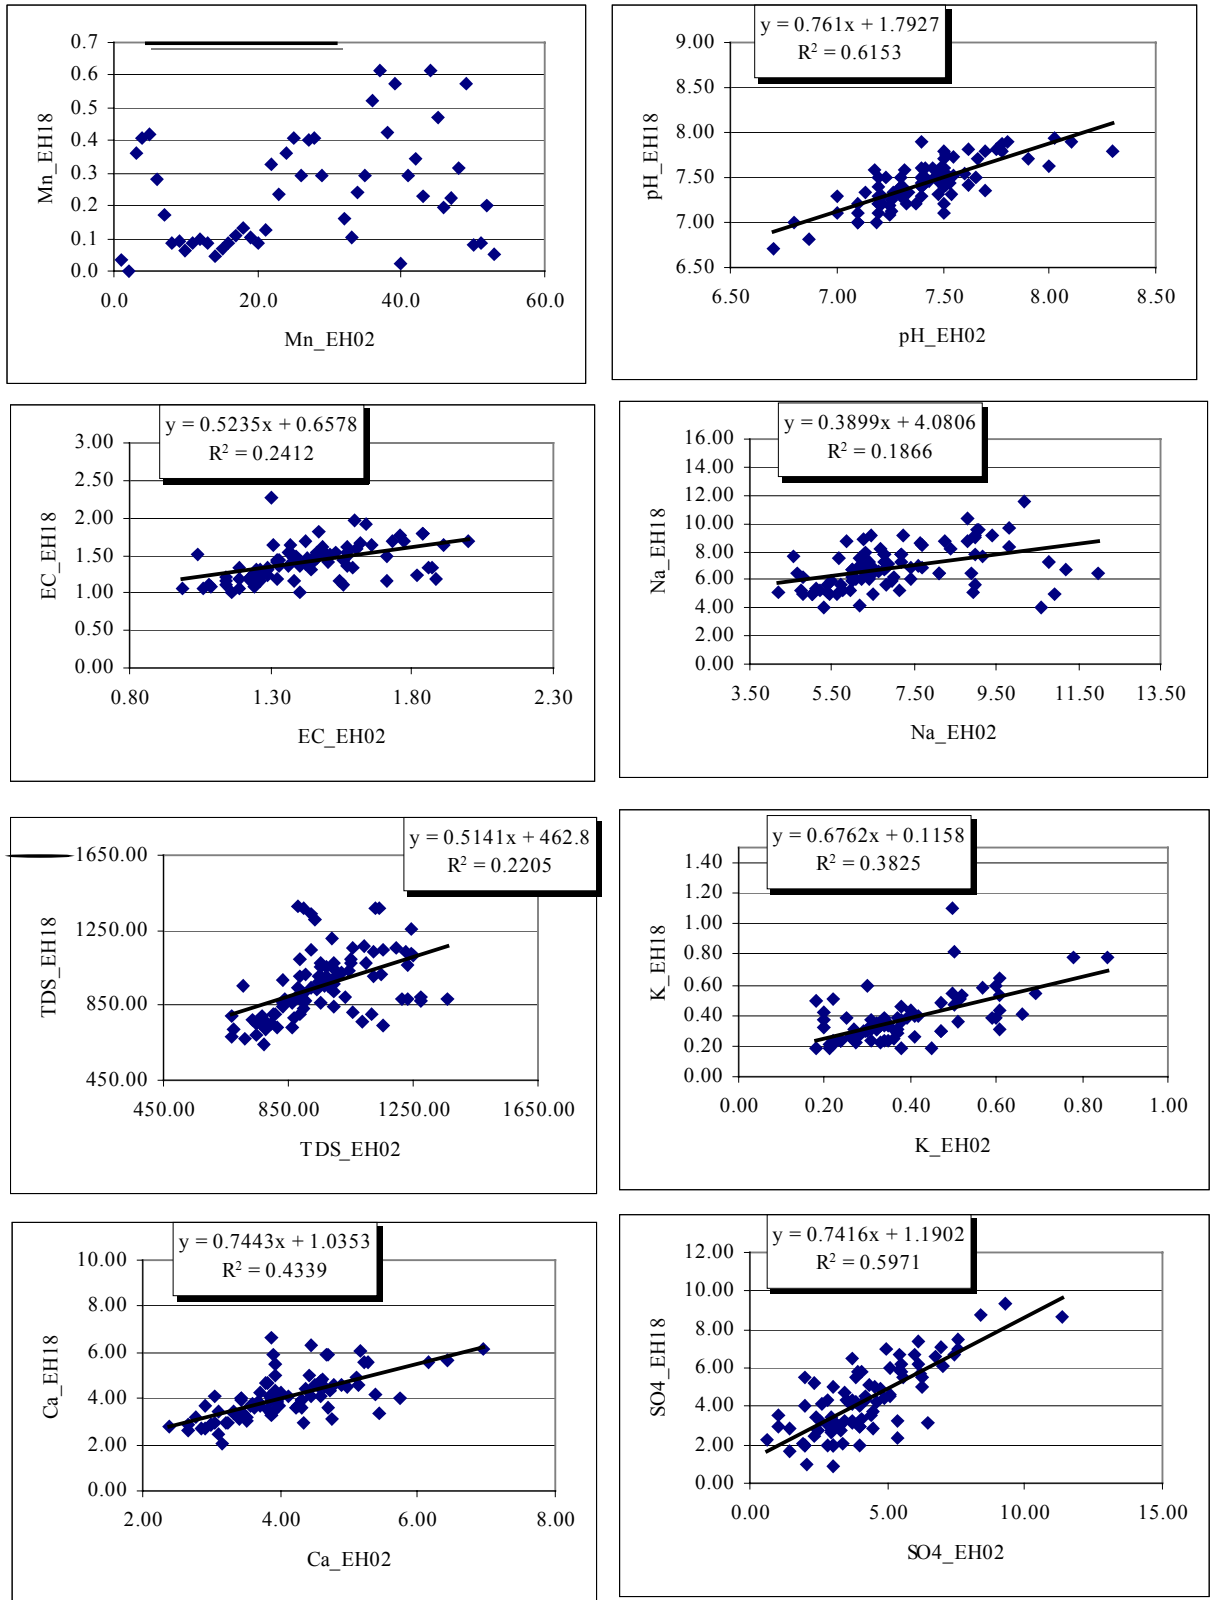 0.7
0.6
0.5
0.4
0.3
0.2
0.1
0.0
Mn_EH18
0.0 20.0 40.0 60.0
Mn_EH02
y = 0.761x + 1.7927
R² = 0.6153
9.00
8.50
8.00
7.50
7.00
6.50
pH_EH18
6.50 7.00 7.50 8.00 8.50
pH_EH02
y = 0.5235x + 0.6578
R² = 0.2412
3.00
2.50
2.00
1.50
1.00
0.50
0.00
EC_EH18
0.80 1.30 1.80 2.30
EC_EH02
y = 0.3899x + 4.0806
R² = 0.1866
16.00
14.00
12.00
10.00
8.00
6.00
4.00
2.00
0.00
Na_EH18
3.50 5.50 7.50 9.50 11.50 13.50
Na_EH02
y = 0.5141x + 462.8
R² = 0.2205
1650.00
1250.00
850.00
450.00
TDS_EH18
450.00 850.00 1250.00 1650.00
TDS_EH02
y = 0.6762x + 0.1158
R² = 0.3825
1.40
1.20
1.00
0.80
0.60
0.40
0.20
0.00
K_EH18
0.00 0.20 0.40 0.60 0.80 1.00
K_EH02
y = 0.7443x + 1.0353
R² = 0.4339
10.00
8.00
6.00
4.00
2.00
0.00
Ca_EH18
2.00 4.00 6.00 8.00
Ca_EH02
y = 0.7416x + 1.1902
R² = 0.5971
12.00
10.00
8.00
6.00
4.00
2.00
0.00
SO4_EH18
0.00 5.00 10.00 15.00
SO4_EH02